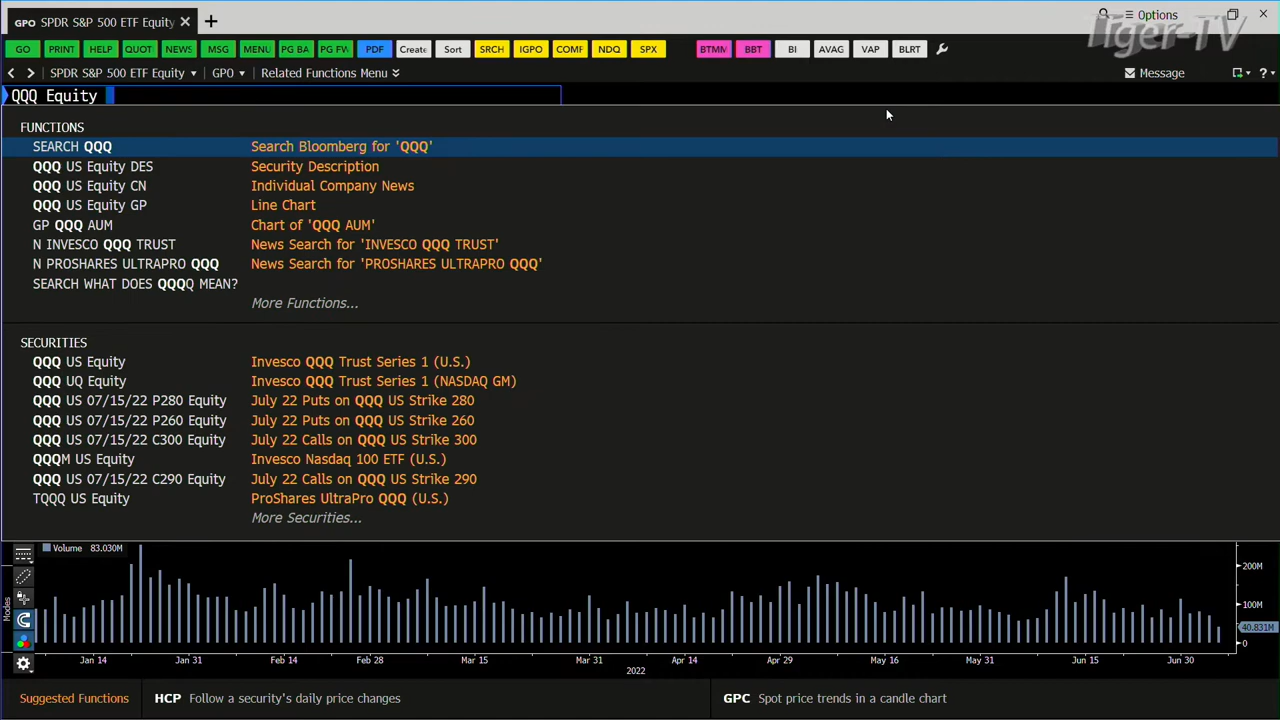 GPO SPDR S&P 500 ETF Equity
Options
Tiger-TV
GO PRINT HELP QUOT NEWS MSG MENU PG BA PG FW PDF Create Sort SRCH IGPO COMF NDQ SPX BTMM BBT BI AVAG VAP BLRT
SPDR S&P 500 ETF Equity GPO Related Functions Menu Message ?
QQQ Equity
FUNCTIONS
SEARCH QQQ Search Bloomberg for 'QQQ'
QQQ US Equity DES Security Description
QQQ US Equity CN Individual Company News
QQQ US Equity GP Line Chart
GP QQQ AUM Chart of 'QQQ AUM'
N INVESCO QQQ TRUST News Search for 'INVESCO QQQ TRUST'
N PROSHARES ULTRAPRO QQQ News Search for 'PROSHARES ULTRAPRO QQQ'
SEARCH WHAT DOES QQQQ MEAN?
More Functions...
SECURITIES
QQQ US Equity Invesco QQQ Trust Series 1 (U.S.)
QQQ UQ Equity Invesco QQQ Trust Series 1 (NASDAQ GM)
QQQ US 07/15/22 P280 Equity July 22 Puts on QQQ US Strike 280
QQQ US 07/15/22 P260 Equity July 22 Puts on QQQ US Strike 260
QQQ US 07/15/22 C300 Equity July 22 Calls on QQQ US Strike 300
QQQM US Equity Invesco Nasdaq 100 ETF (U.S.)
QQQ US 07/15/22 C290 Equity July 22 Calls on QQQ US Strike 290
TQQQ US Equity ProShares UltraPro QQQ (U.S.)
More Securities...
Volume 83.030M
200M
100M
40.831M
0
Modes
Jan 14 Jan 31 Feb 14 Feb 28 Mar 15 Mar 31 Apr 14 Apr 29 May 16 May 31 Jun 15 Jun 30
2022
Suggested Functions HCP Follow a security's daily price changes GPC Spot price trends in a candle chart